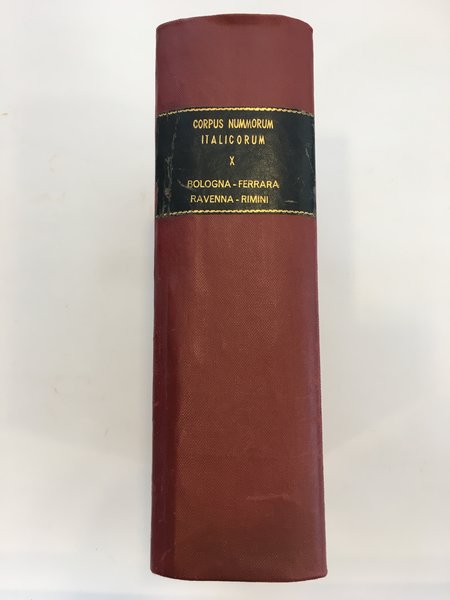 CORPUS NUMMORUM
ITALICORUM
X
BOLOGNA - FERRARA
RAVENNA - RIMINI